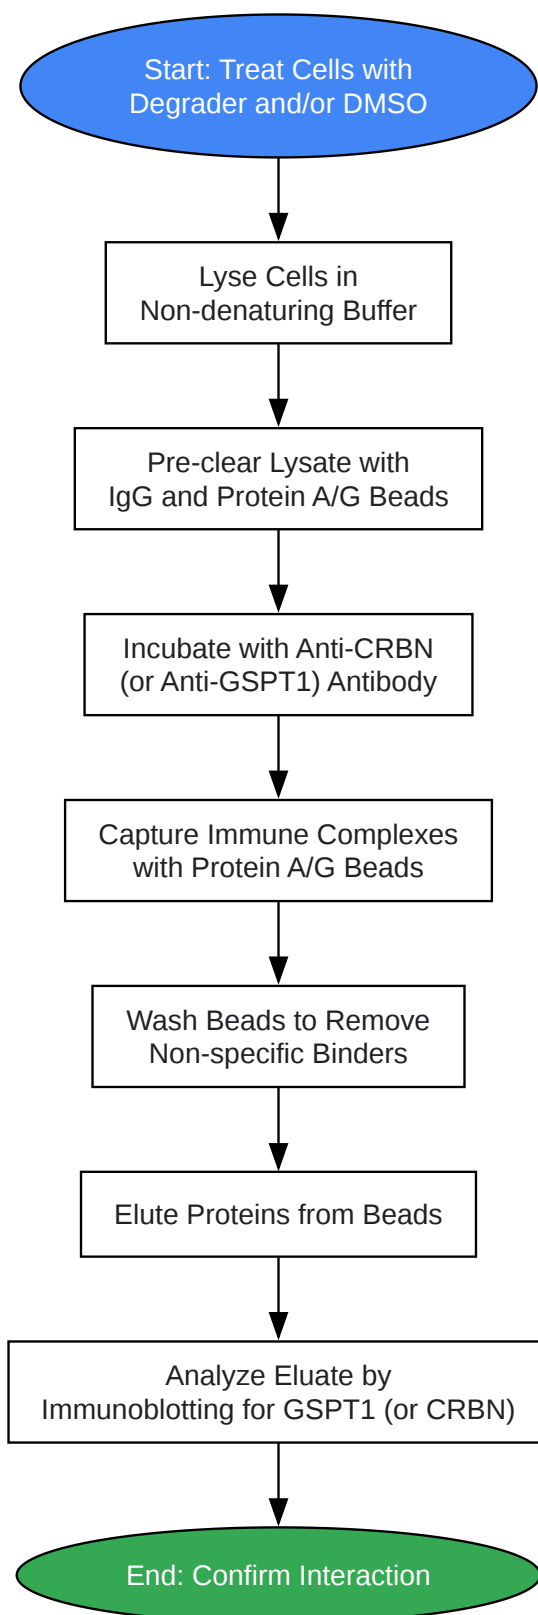 Start: Treat Cells with
Degrader and/or DMSO
Lyse Cells in
Non-denaturing Buffer
Pre-clear Lysate with
IgG and Protein A/G Beads
Incubate with Anti-CRBN
(or Anti-GSPT1) Antibody
Capture Immune Complexes
with Protein A/G Beads
Wash Beads to Remove
Non-specific Binders
Elute Proteins from Beads
Analyze Eluate by
Immunoblotting for GSPT1 (or CRBN)
End: Confirm Interaction